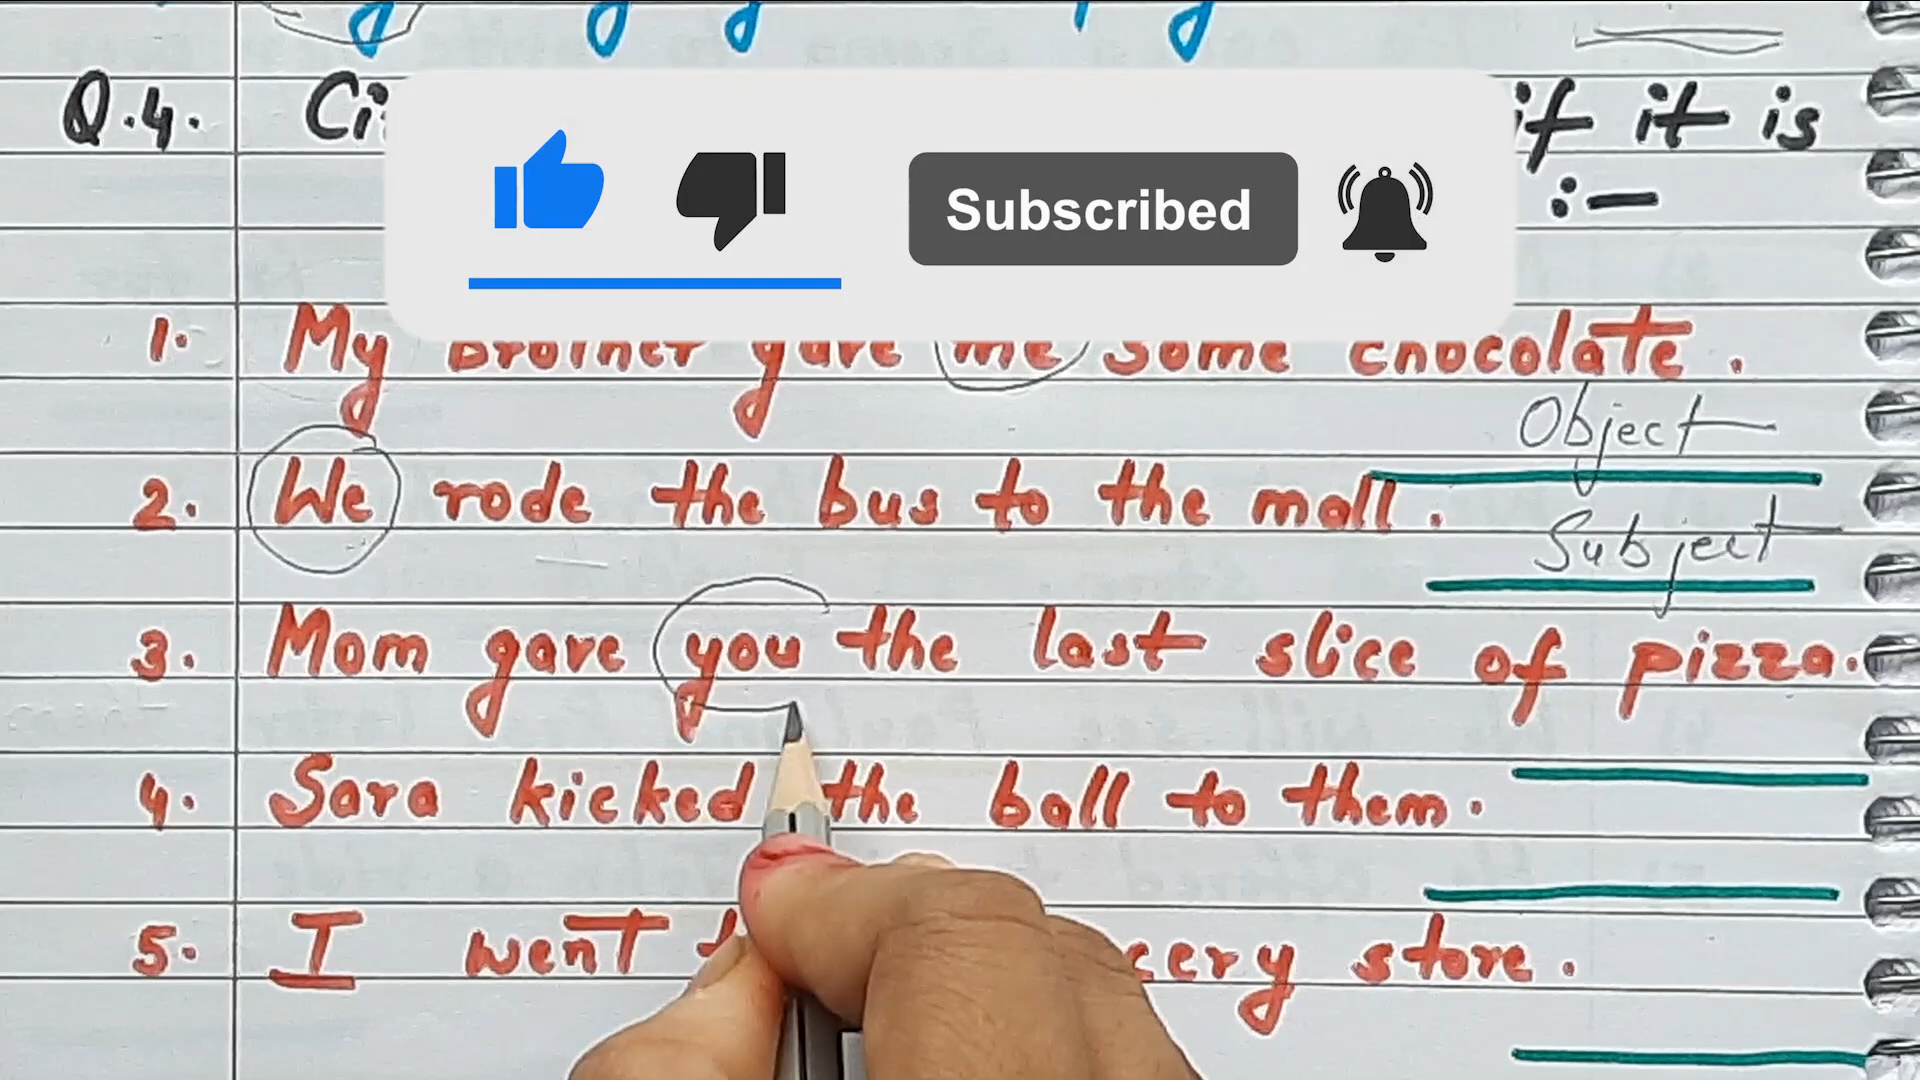 Q.4. if it is
Subscribed
:-
1. My brother gave me some chocolate.
Object
2. We rode the bus to the mall.
Subject
3. Mom gave you the last slice of pizza.
4. Sara kicked the ball to them.
5. I went store.